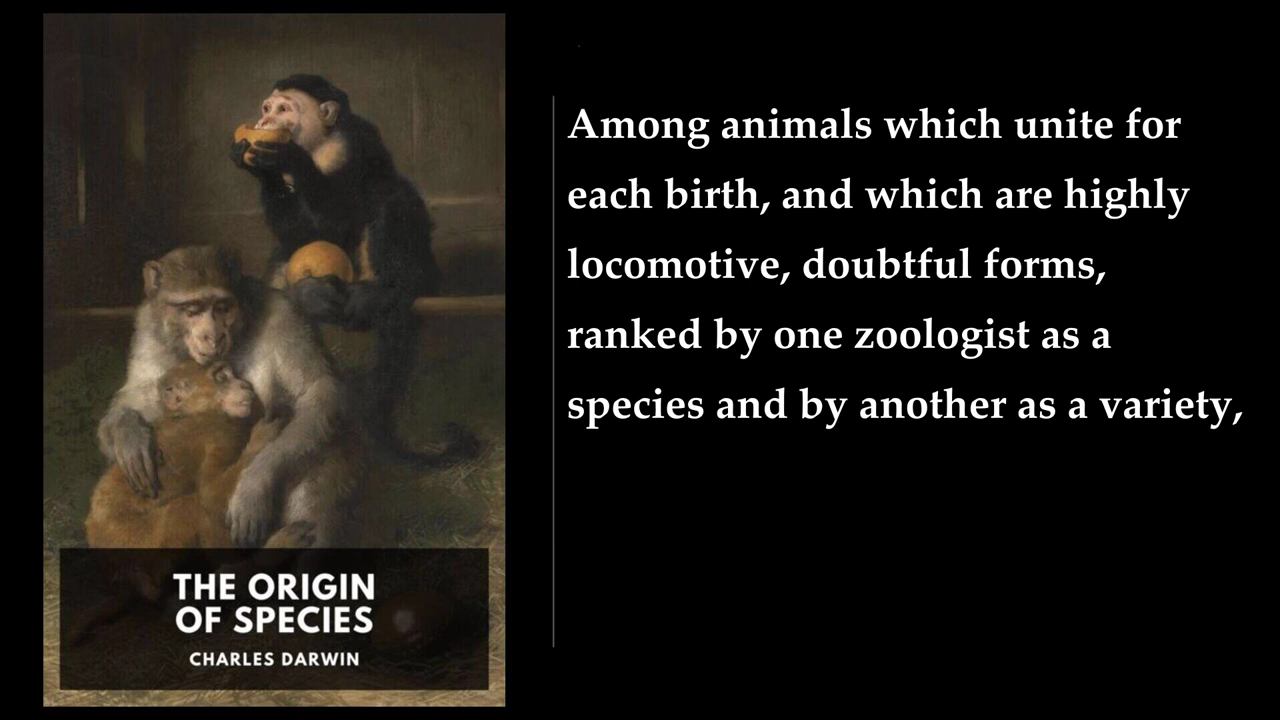 THE ORIGIN
OF SPECIES
CHARLES DARWIN
Among animals which unite for
each birth, and which are highly
locomotive, doubtful forms,
ranked by one zoologist as a
species and by another as a variety,